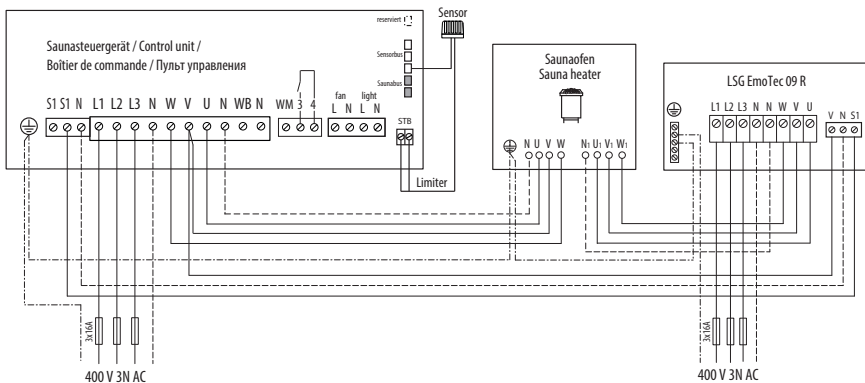 reserviert
Sensor
Saunasteuergerät / Control unit /
Boîtier de commande / Пульт управления
Sensorbus
Saunabus
S1 S1 N L1 L2 L3 N W V U N WB N WM 3 4
fan
L N
light
L N
STB
Limiter
Saunaofen
Sauna heater
N U V W N1 U1 V1 W1
LSG EmoTec 09 R
L1 L2 L3 N N W V U V N S1
3x16A
400 V 3N AC
3x16A
400 V 3N AC